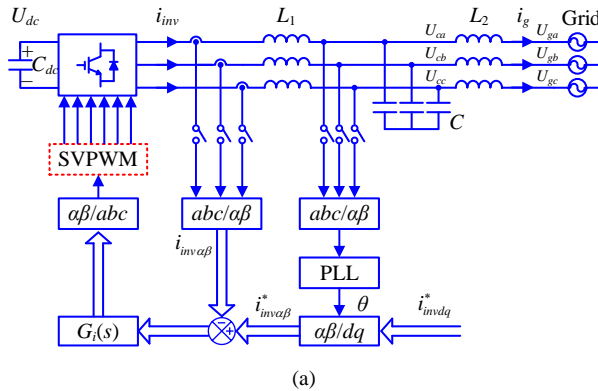 U_dc i_inv L_1 L_2 i_g Grid
U_ca U_ga
+ C_dc − U_cb U_gb
U_cc U_gc
C
SVPWM
αβ/abc abc/αβ abc/αβ
i_invαβ
PLL
i*_invαβ θ i*_invdq
G_i(s) − + αβ/dq
(a)